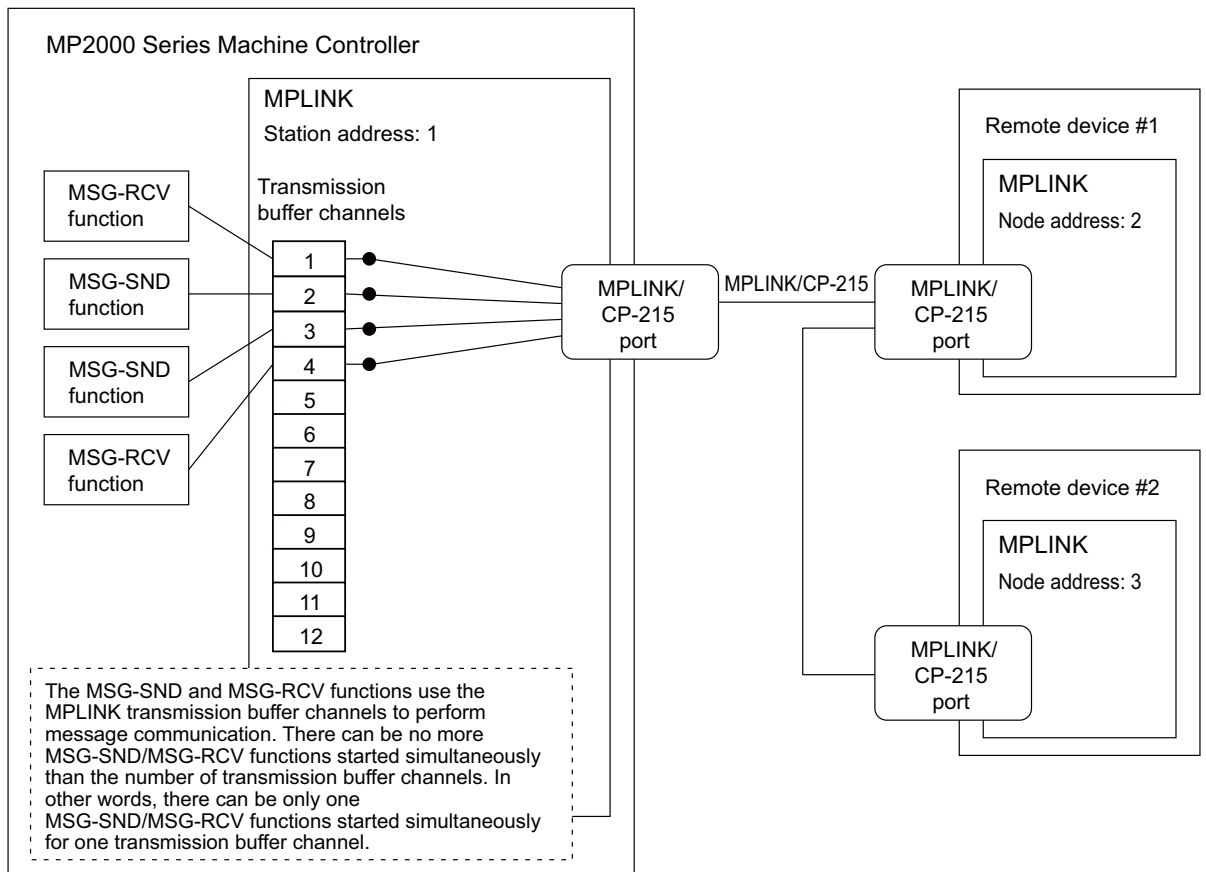 MP2000 Series Machine Controller
MPLINK
Station address: 1
Transmission
buffer channels
MSG-RCV
function
MSG-SND
function
MSG-SND
function
MSG-RCV
function
1
2
3
4
5
6
7
8
9
10
11
12
MPLINK/
CP-215
port
MPLINK/CP-215
Remote device #1
MPLINK
Node address: 2
MPLINK/
CP-215
port
Remote device #2
MPLINK
Node address: 3
MPLINK/
CP-215
port
The MSG-SND and MSG-RCV functions use the
MPLINK transmission buffer channels to perform
message communication. There can be no more
MSG-SND/MSG-RCV functions started simultaneously
than the number of transmission buffer channels. In
other words, there can be only one
MSG-SND/MSG-RCV functions started simultaneously
for one transmission buffer channel.